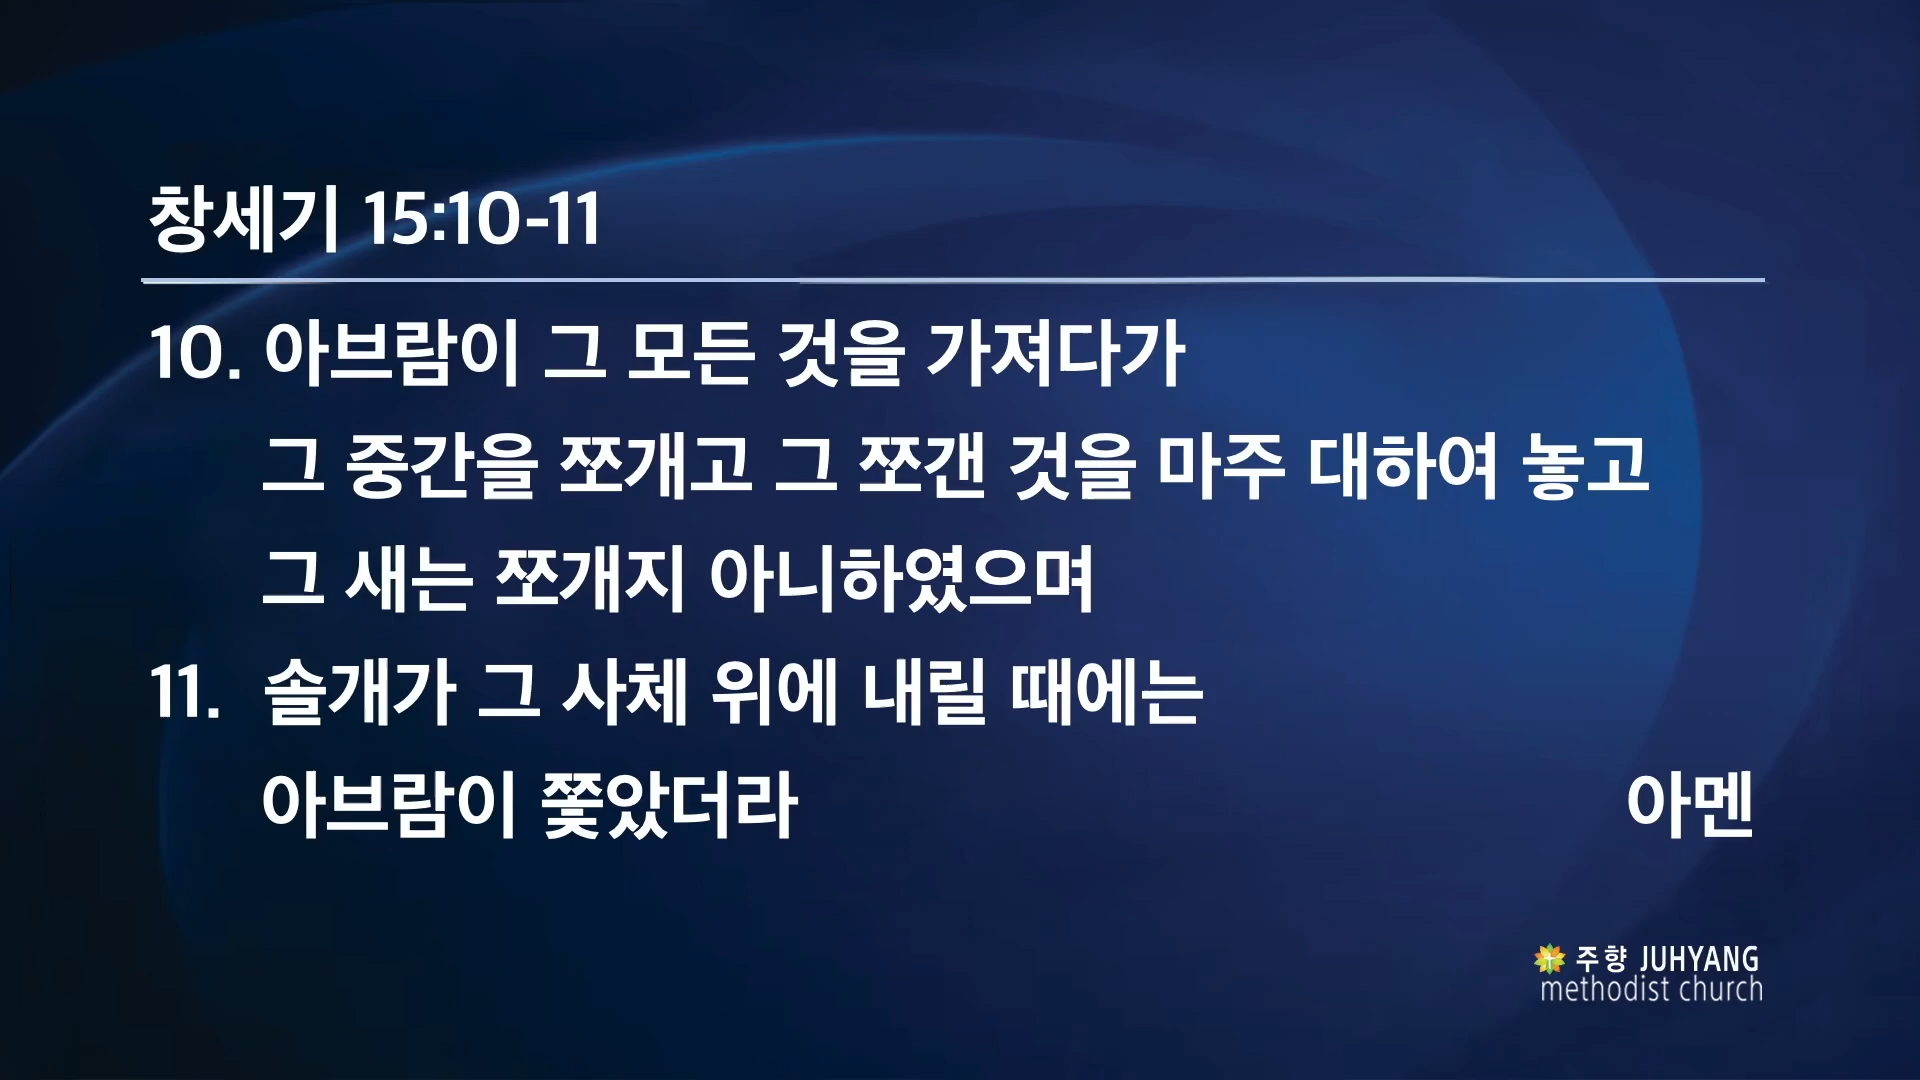 창세기 15:10-11
10. 아브람이 그 모든 것을 가져다가
그 중간을 쪼개고 그 쪼갠 것을 마주 대하여 놓고
그 새는 쪼개지 아니하였으며
11. 솔개가 그 사체 위에 내릴 때에는
아브람이 쫓았더라 아멘
주향 JUHYANG
methodist church